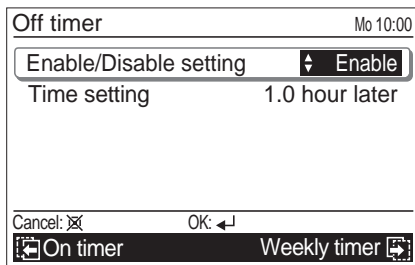 Off timer Mo 10:00
Enable/Disable setting Enable
Time setting 1.0 hour later
Cancel: OK:
On timer Weekly timer